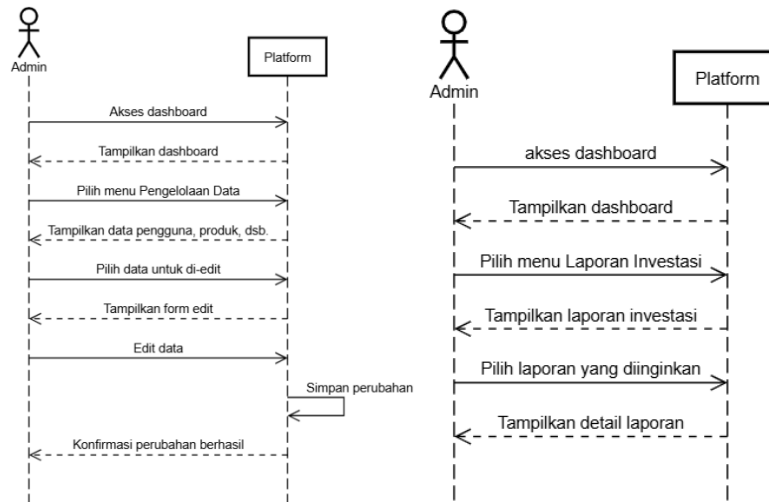 Admin
Platform
Akses dashboard
Tampilkan dashboard
Pilih menu Pengelolaan Data
Tampilkan data pengguna, produk, dsb.
Pilih data untuk di-edit
Tampilkan form edit
Edit data
Simpan perubahan
Konfirmasi perubahan berhasil
Admin
Platform
akses dashboard
Tampilkan dashboard
Pilih menu Laporan Investasi
Tampilkan laporan investasi
Pilih laporan yang diinginkan
Tampilkan detail laporan